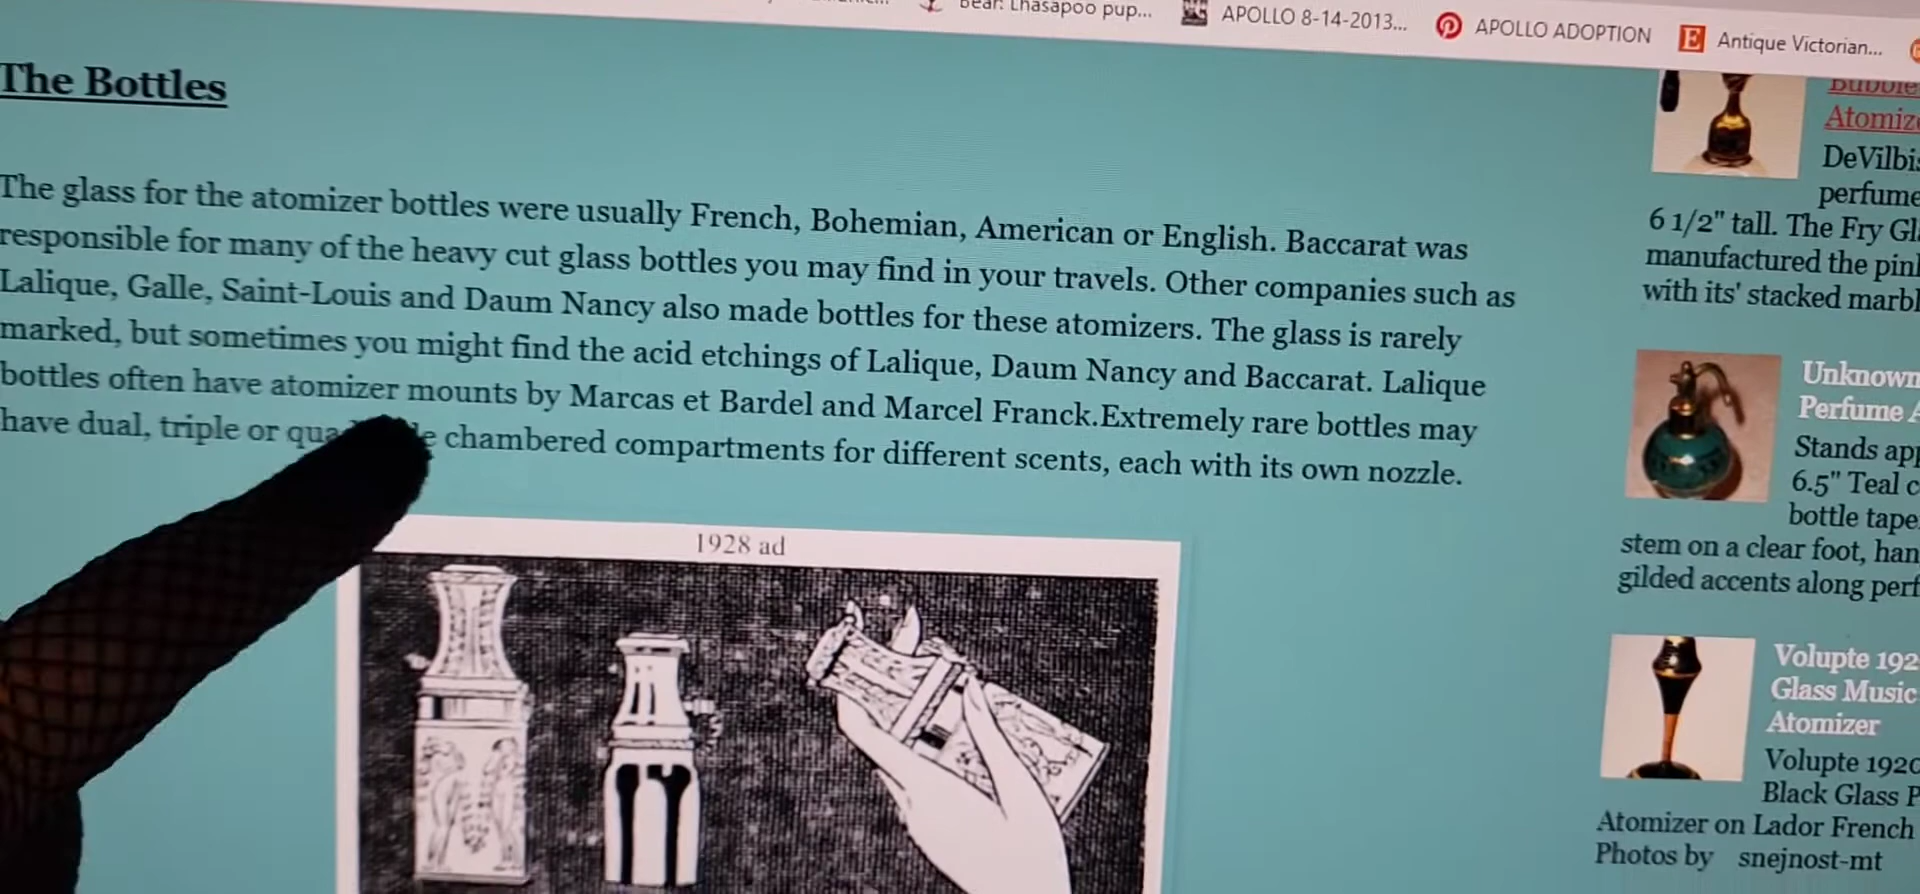 Bear: Lhasapoo pup...
APOLLO 8-14-2013...
APOLLO ADOPTION
Antique Victorian...
The Bottles
The glass for the atomizer bottles were usually French, Bohemian, American or English. Baccarat was
responsible for many of the heavy cut glass bottles you may find in your travels. Other companies such as
Lalique, Galle, Saint-Louis and Daum Nancy also made bottles for these atomizers. The glass is rarely
marked, but sometimes you might find the acid etchings of Lalique, Daum Nancy and Baccarat. Lalique
bottles often have atomizer mounts by Marcas et Bardel and Marcel Franck.Extremely rare bottles may
have dual, triple or chambered compartments for different scents, each with its own nozzle.
1928 ad
Bubble
Atomiz
DeVilbi
perfume
6 1/2" tall. The Fry Gl
manufactured the pin
with its' stacked marbl
Unknown
Perfume A
Stands app
6.5" Teal c
bottle tape
stem on a clear foot, han
gilded accents along perf
Volupte 192
Glass Music
Atomizer
Volupte 1920
Black Glass P
Atomizer on Lador French
Photos by snejnost-mt